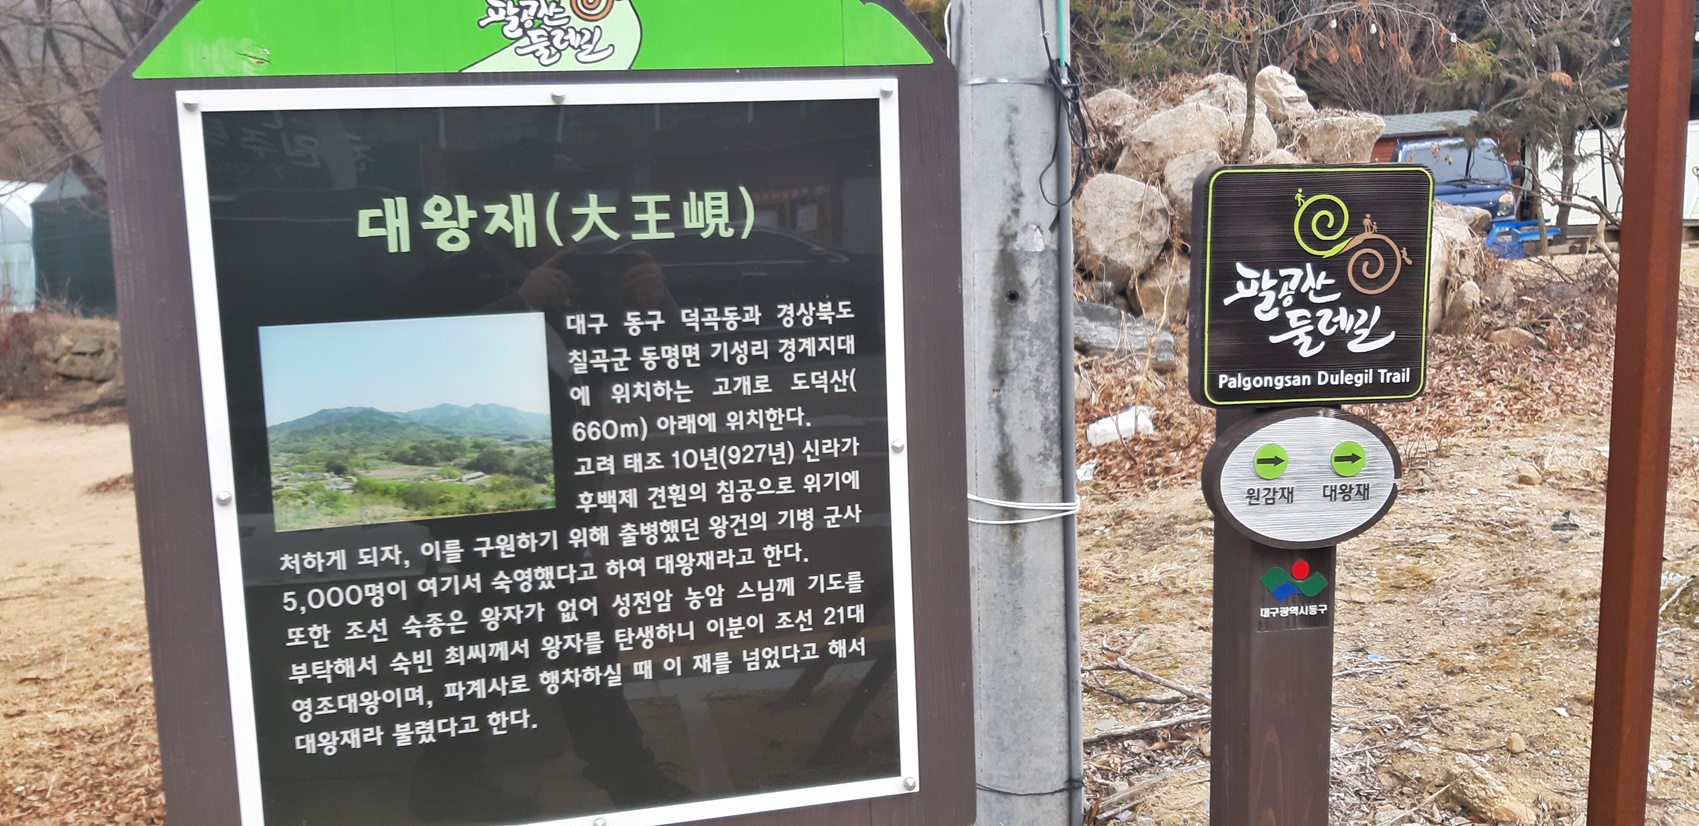 팔공산
둘레길
대왕재(大王峴)
대구 동구 덕곡동과 경상북도
칠곡군 동명면 기성리 경계지대
에 위치하는 고개로 도덕산(
660m) 아래에 위치한다.
고려 태조 10년(927년) 신라가
후백제 견훤의 침공으로 위기에
처하게 되자, 이를 구원하기 위해 출병했던 왕건의 기병 군사
5,000명이 여기서 숙영했다고 하여 대왕재라고 한다.
또한 조선 숙종은 왕자가 없어 성전암 농암 스님께 기도를
부탁해서 숙빈 최씨께서 왕자를 탄생하니 이분이 조선 21대
영조대왕이며, 파계사로 행차하실 때 이 재를 넘었다고 해서
대왕재라 불렸다고 한다.
팔공산
둘레길
Palgongsan Dulegil Trail
원감재 대왕재
대구광역시동구